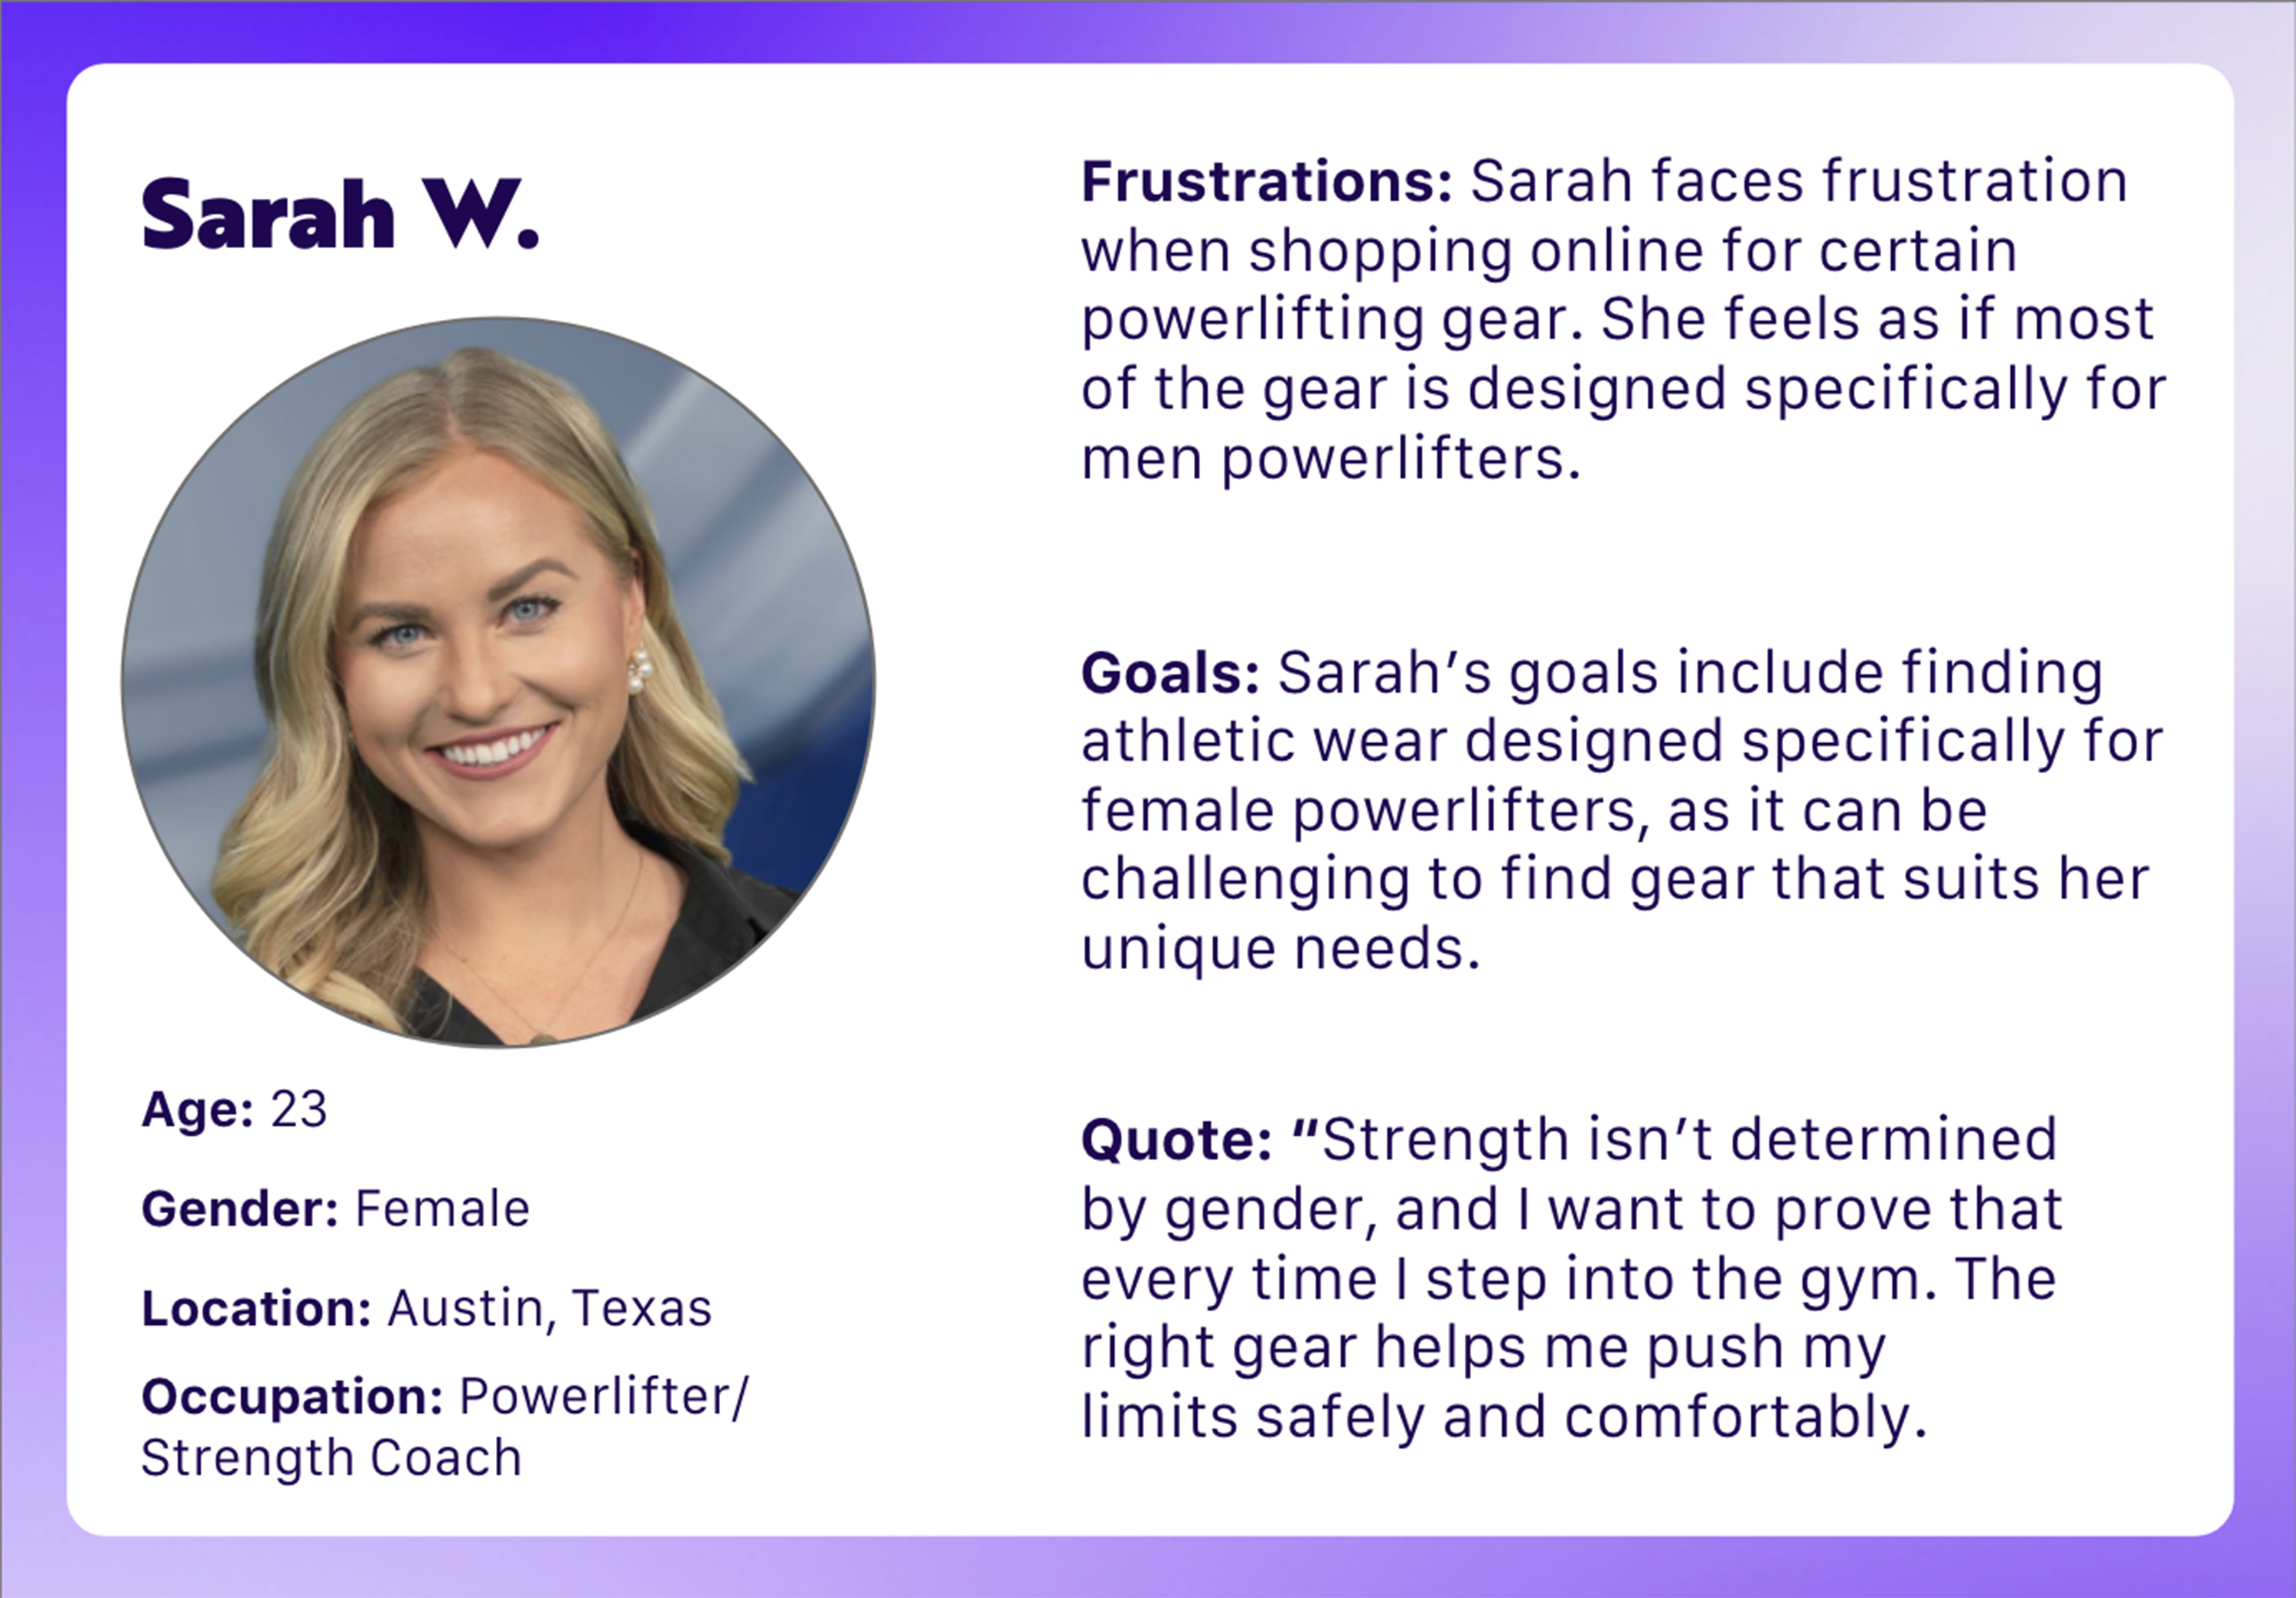 Sarah W.
Age: 23
Gender: Female
Location: Austin, Texas
Occupation: Powerlifter/
Strength Coach
Frustrations: Sarah faces frustration
when shopping online for certain
powerlifting gear. She feels as if most
of the gear is designed specifically for
men powerlifters.
Goals: Sarah’s goals include finding
athletic wear designed specifically for
female powerlifters, as it can be
challenging to find gear that suits her
unique needs.
Quote: “Strength isn’t determined
by gender, and I want to prove that
every time I step into the gym. The
right gear helps me push my
limits safely and comfortably.